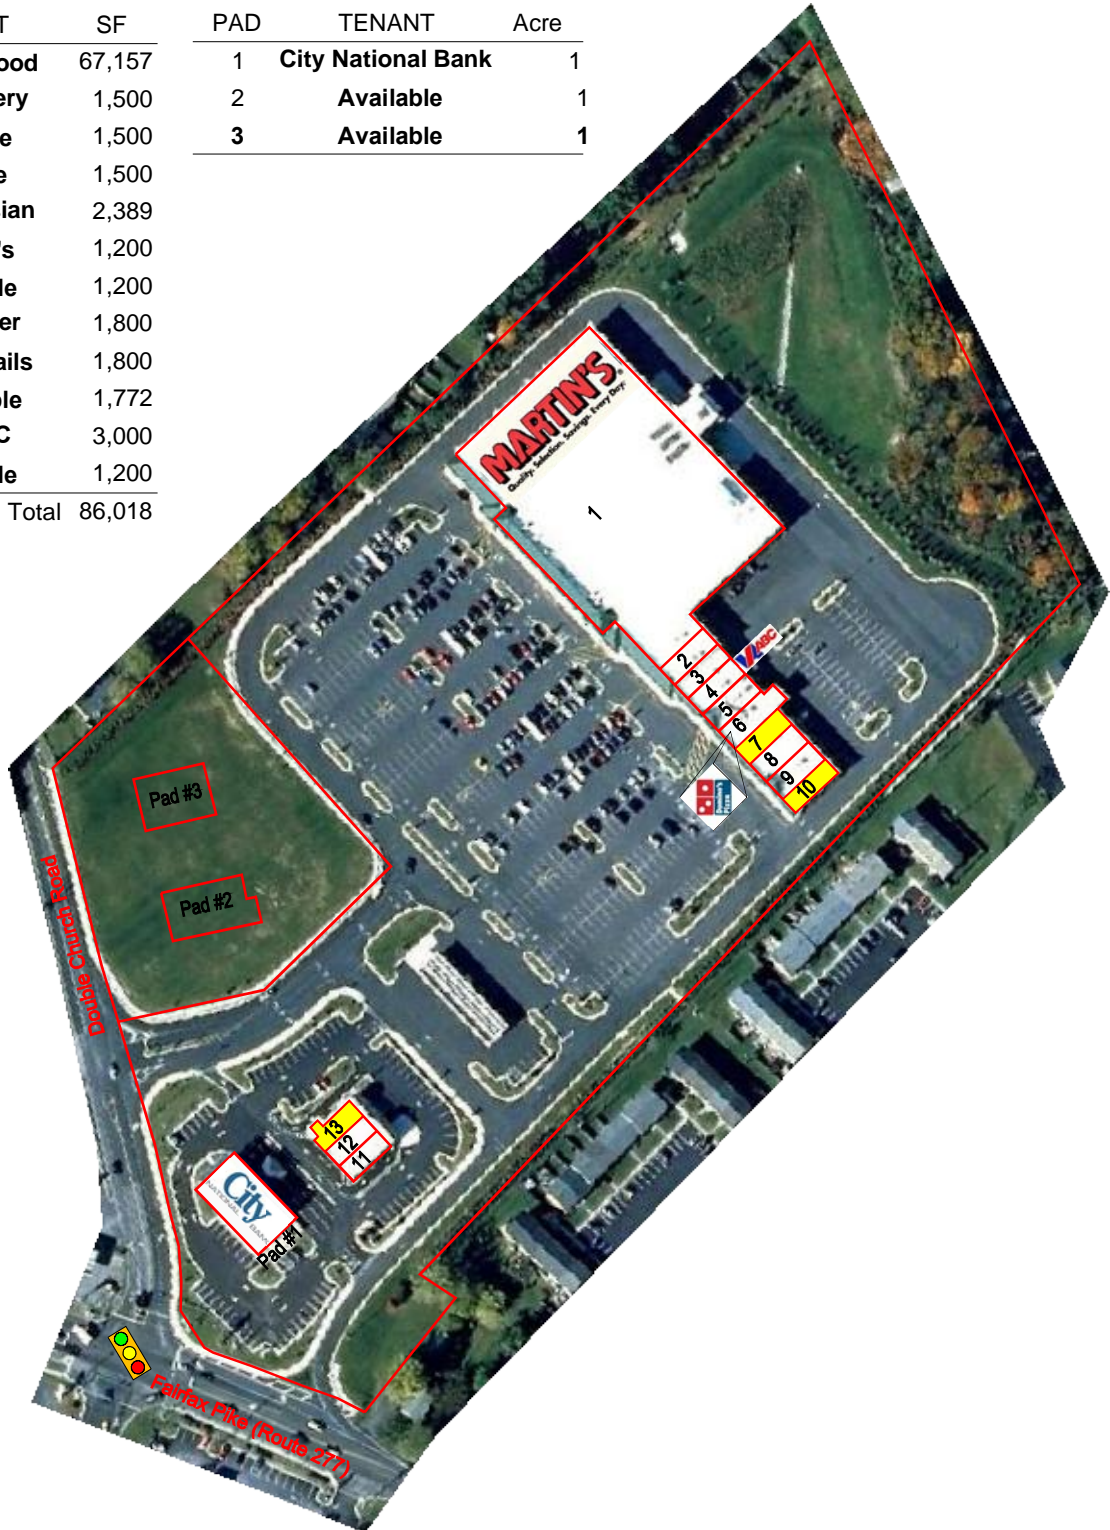 T SF
ood 67,157
ery 1,500
e 1,500
e 1,500
ian 2,389
's 1,200
le 1,200
er 1,800
ails 1,800
ole 1,772
C 3,000
le 1,200
Total 86,018
PAD TENANT Acre
1 City National Bank 1
2 Available 1
3 Available 1
MARTIN'S
Quality. Selection. Savings. Every Day.
1
ABC
2
3
4
5
6
7
8
9
10
Domino's
Pizza
Pad #3
Pad #2
Double Church Road
13
12
11
City
NATIONAL BANK
Pad #1
Fairfax Pike (Route 277)